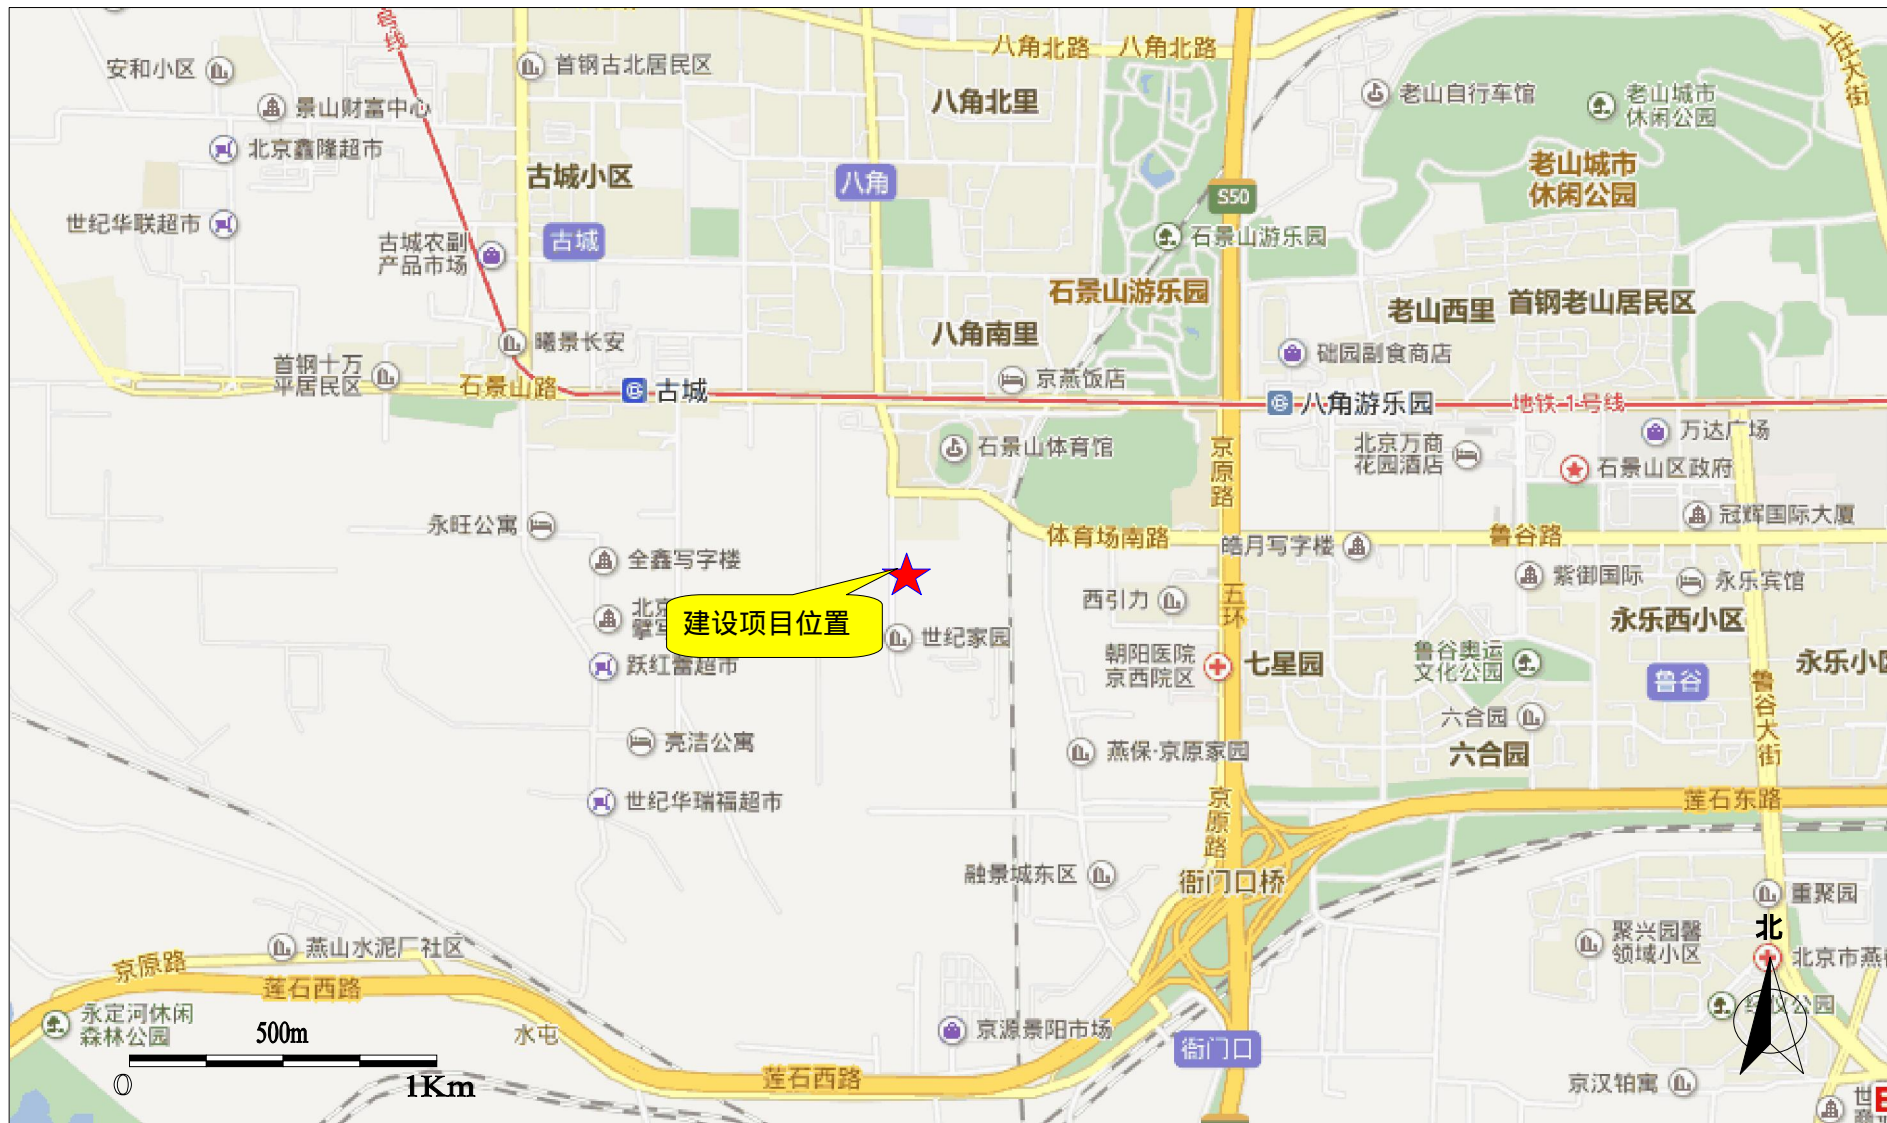 号线
八角北路
八角北路
上庄大街
安和小区
首钢古北居民区
景山财富中心
八角北里
老山自行车馆
老山城市
休闲公园
北京鑫隆超市
古城小区
八角
老山城市
休闲公园
S50
世纪华联超市
古城农副
产品市场
古城
石景山游乐园
石景山游乐园
老山西里
首钢老山居民区
曦景长安
八角南里
础园副食商店
首钢十万
平居民区
石景山路
古城
京燕饭店
八角游乐园
地铁1号线
石景山体育馆
京原路
北京万商
花园酒店
万达广场
石景山区政府
永旺公寓
体育场南路
皓月写字楼
鲁谷路
冠辉国际大厦
全鑫写字楼
紫御国际
永乐宾馆
西引力
五环
永乐西小区
建设项目位置
世纪家园
跃红雷超市
朝阳医院
京西院区
七星园
鲁谷奥运
文化公园
鲁谷
永乐小区
鲁谷大街
六合园
六合园
亮洁公寓
燕保·京原家园
世纪华瑞福超市
京原路
莲石东路
融景城东区
衙门口桥
重聚园
北
聚兴园馨
领域小区
北京市燕
燕山水泥厂社区
京原路
莲石西路
永定河休闲
森林公园
500m
水屯
京源景阳市场
衙门口
公园
0
1Km
莲石西路
京汉铂寓
世